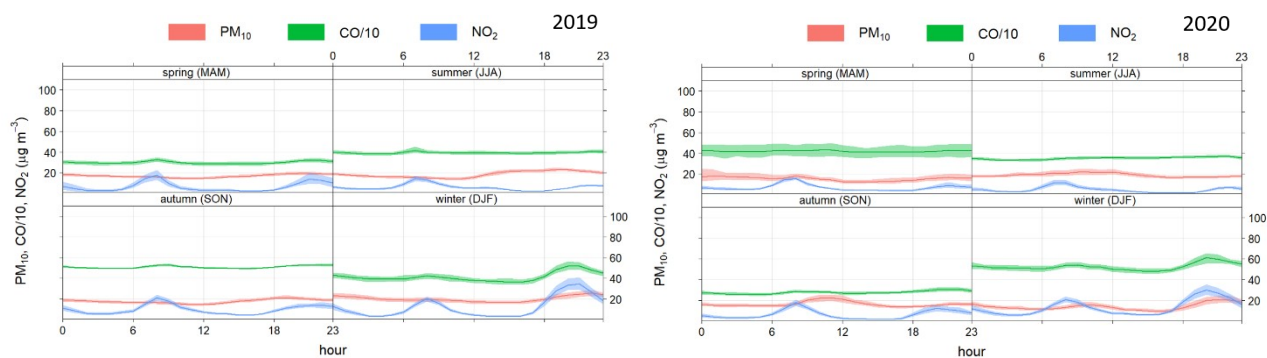 2019
PM₁₀ CO/10 NO₂
0 6 12 18 23
spring (MAM) summer (JJA)
100
80
60
40
20
autumn (SON) winter (DJF)
100
80
60
40
20
0 6 12 18 23
hour
PM₁₀, CO/10, NO₂ (µg m⁻³)
2020
PM₁₀ CO/10 NO₂
0 6 12 18 23
spring (MAM) summer (JJA)
100
80
60
40
20
autumn (SON) winter (DJF)
100
80
60
40
20
0 6 12 18 23
hour
PM₁₀, CO/10, NO₂ (µg m⁻³)